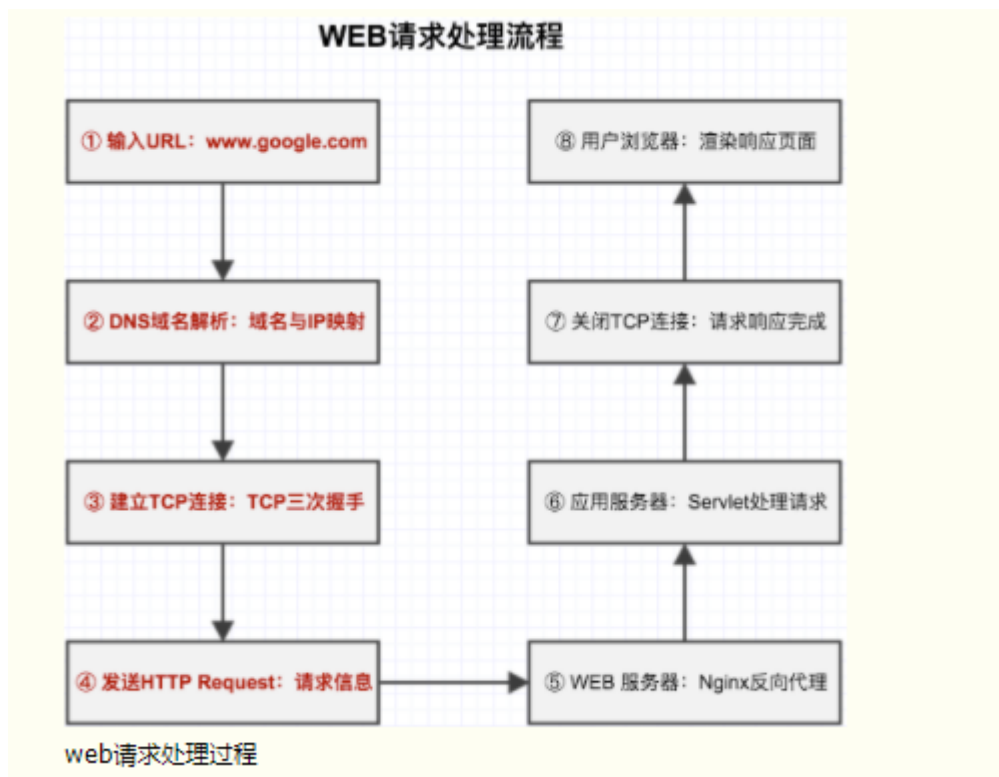 WEB请求处理流程
① 输入URL：www.google.com
② DNS域名解析：域名与IP映射
③ 建立TCP连接：TCP三次握手
④ 发送HTTP Request：请求信息
⑤ WEB 服务器：Nginx反向代理
⑥ 应用服务器：Servlet处理请求
⑦ 关闭TCP连接：请求响应完成
⑧ 用户浏览器：渲染响应页面
web请求处理过程